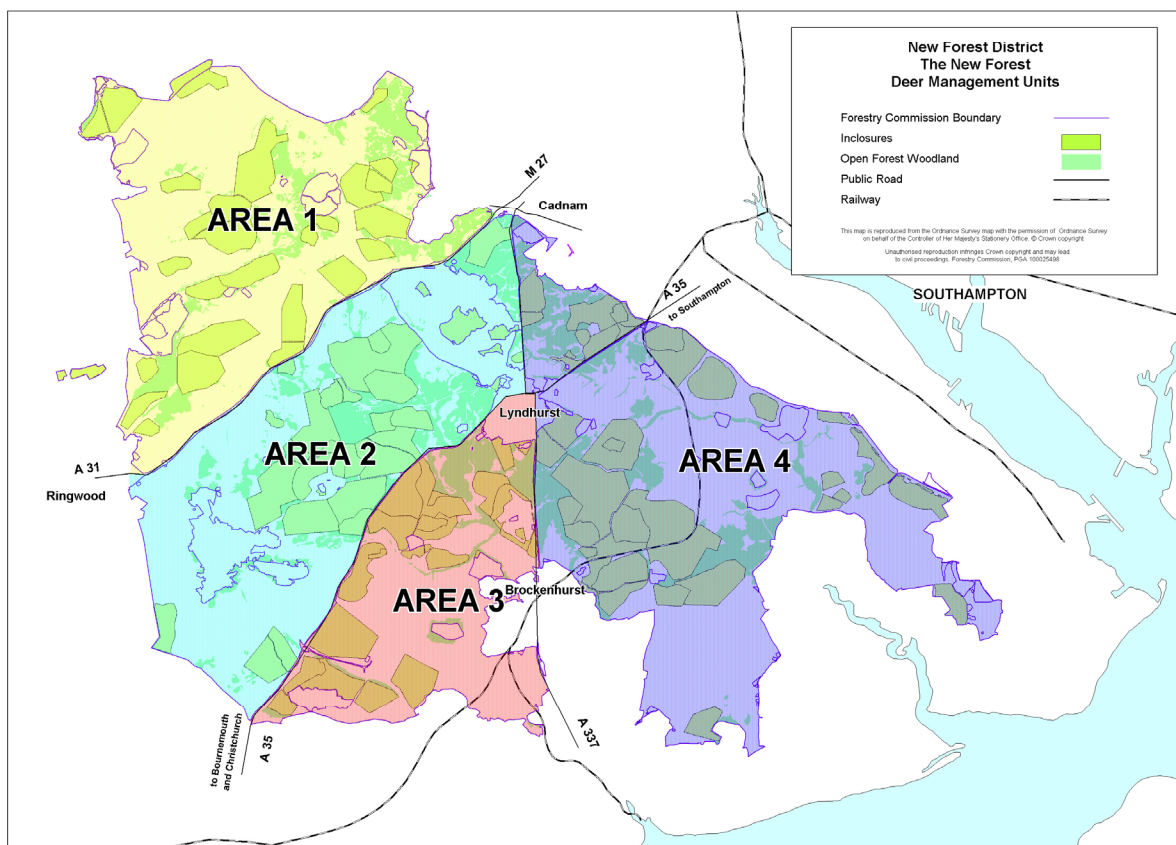 New Forest District
The New Forest
Deer Management Units
Forestry Commission Boundary
Inclosures
Open Forest Woodland
Public Road
Railway
This map is reproduced from the Ordnance Survey map with the permission of Ordnance Survey
on behalf of the Controller of Her Majesty's Stationery Office. © Crown copyright
Unauthorised reproduction infringes Crown copyright and may lead
to civil proceedings. Forestry Commission, PGA 100025498
M 27
Cadnam
AREA 1
A 35
to Southampton
SOUTHAMPTON
Lyndhurst
AREA 2
AREA 4
A 31
Ringwood
Brockenhurst
AREA 3
to Bournemouth
and Christchurch
A 35
A 337